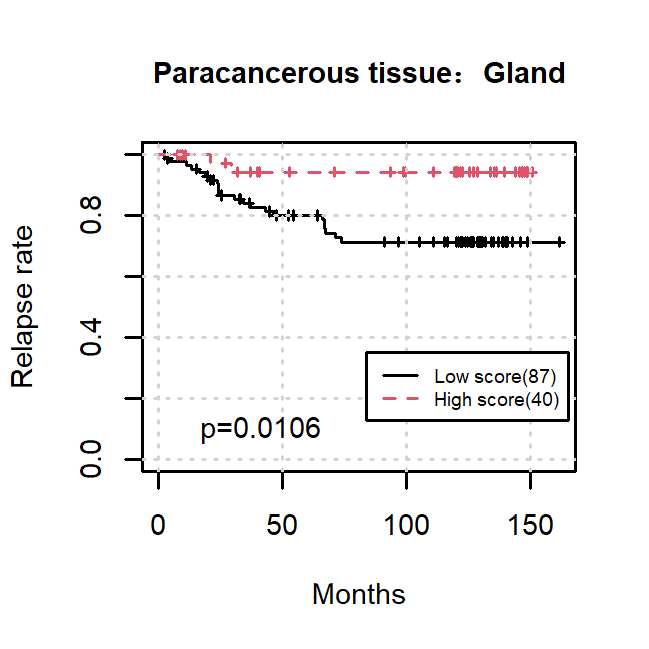 Paracancerous tissue：Gland
Relapse rate
0.8
0.4
0.0
p=0.0106
Low score(87)
High score(40)
0 50 100 150
Months